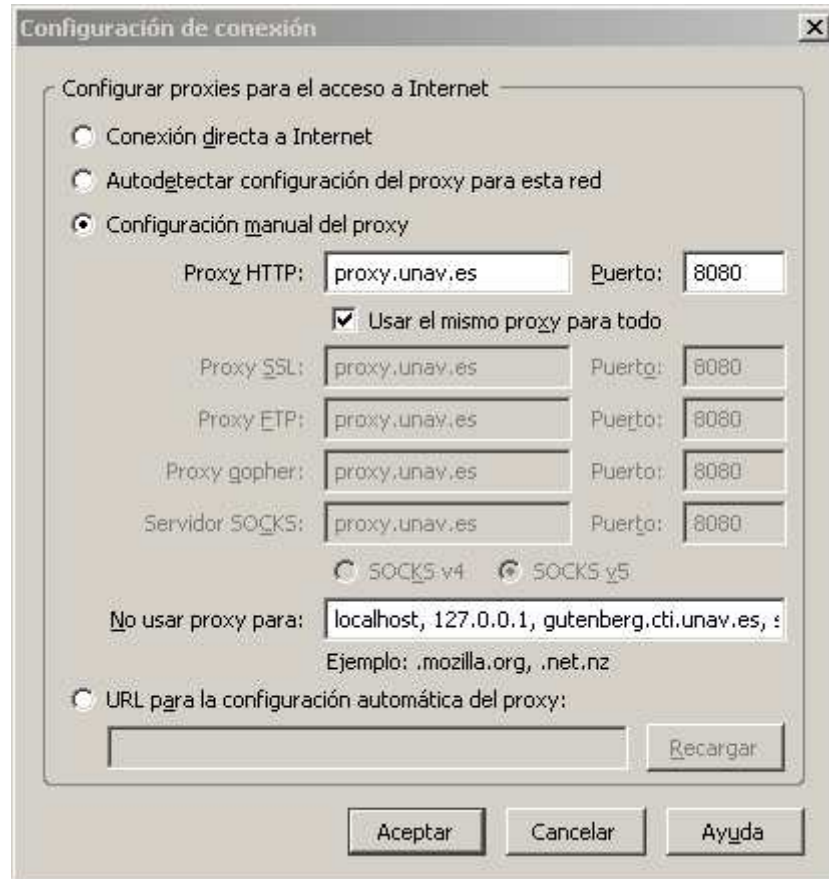 Configuración de conexión
Configurar proxies para el acceso a Internet
Conexión directa a Internet
Autodetectar configuración del proxy para esta red
Configuración manual del proxy
Proxy HTTP: proxy.unav.es Puerto: 8080
Usar el mismo proxy para todo
Proxy SSL: proxy.unav.es Puerto: 8080
Proxy FTP: proxy.unav.es Puerto: 8080
Proxy gopher: proxy.unav.es Puerto: 8080
Servidor SOCKS: proxy.unav.es Puerto: 8080
SOCKS v4 SOCKS v5
No usar proxy para: localhost, 127.0.0.1, gutenberg.cti.unav.es,
Ejemplo: .mozilla.org, .net.nz
URL para la configuración automática del proxy:
Recargar
Aceptar Cancelar Ayuda